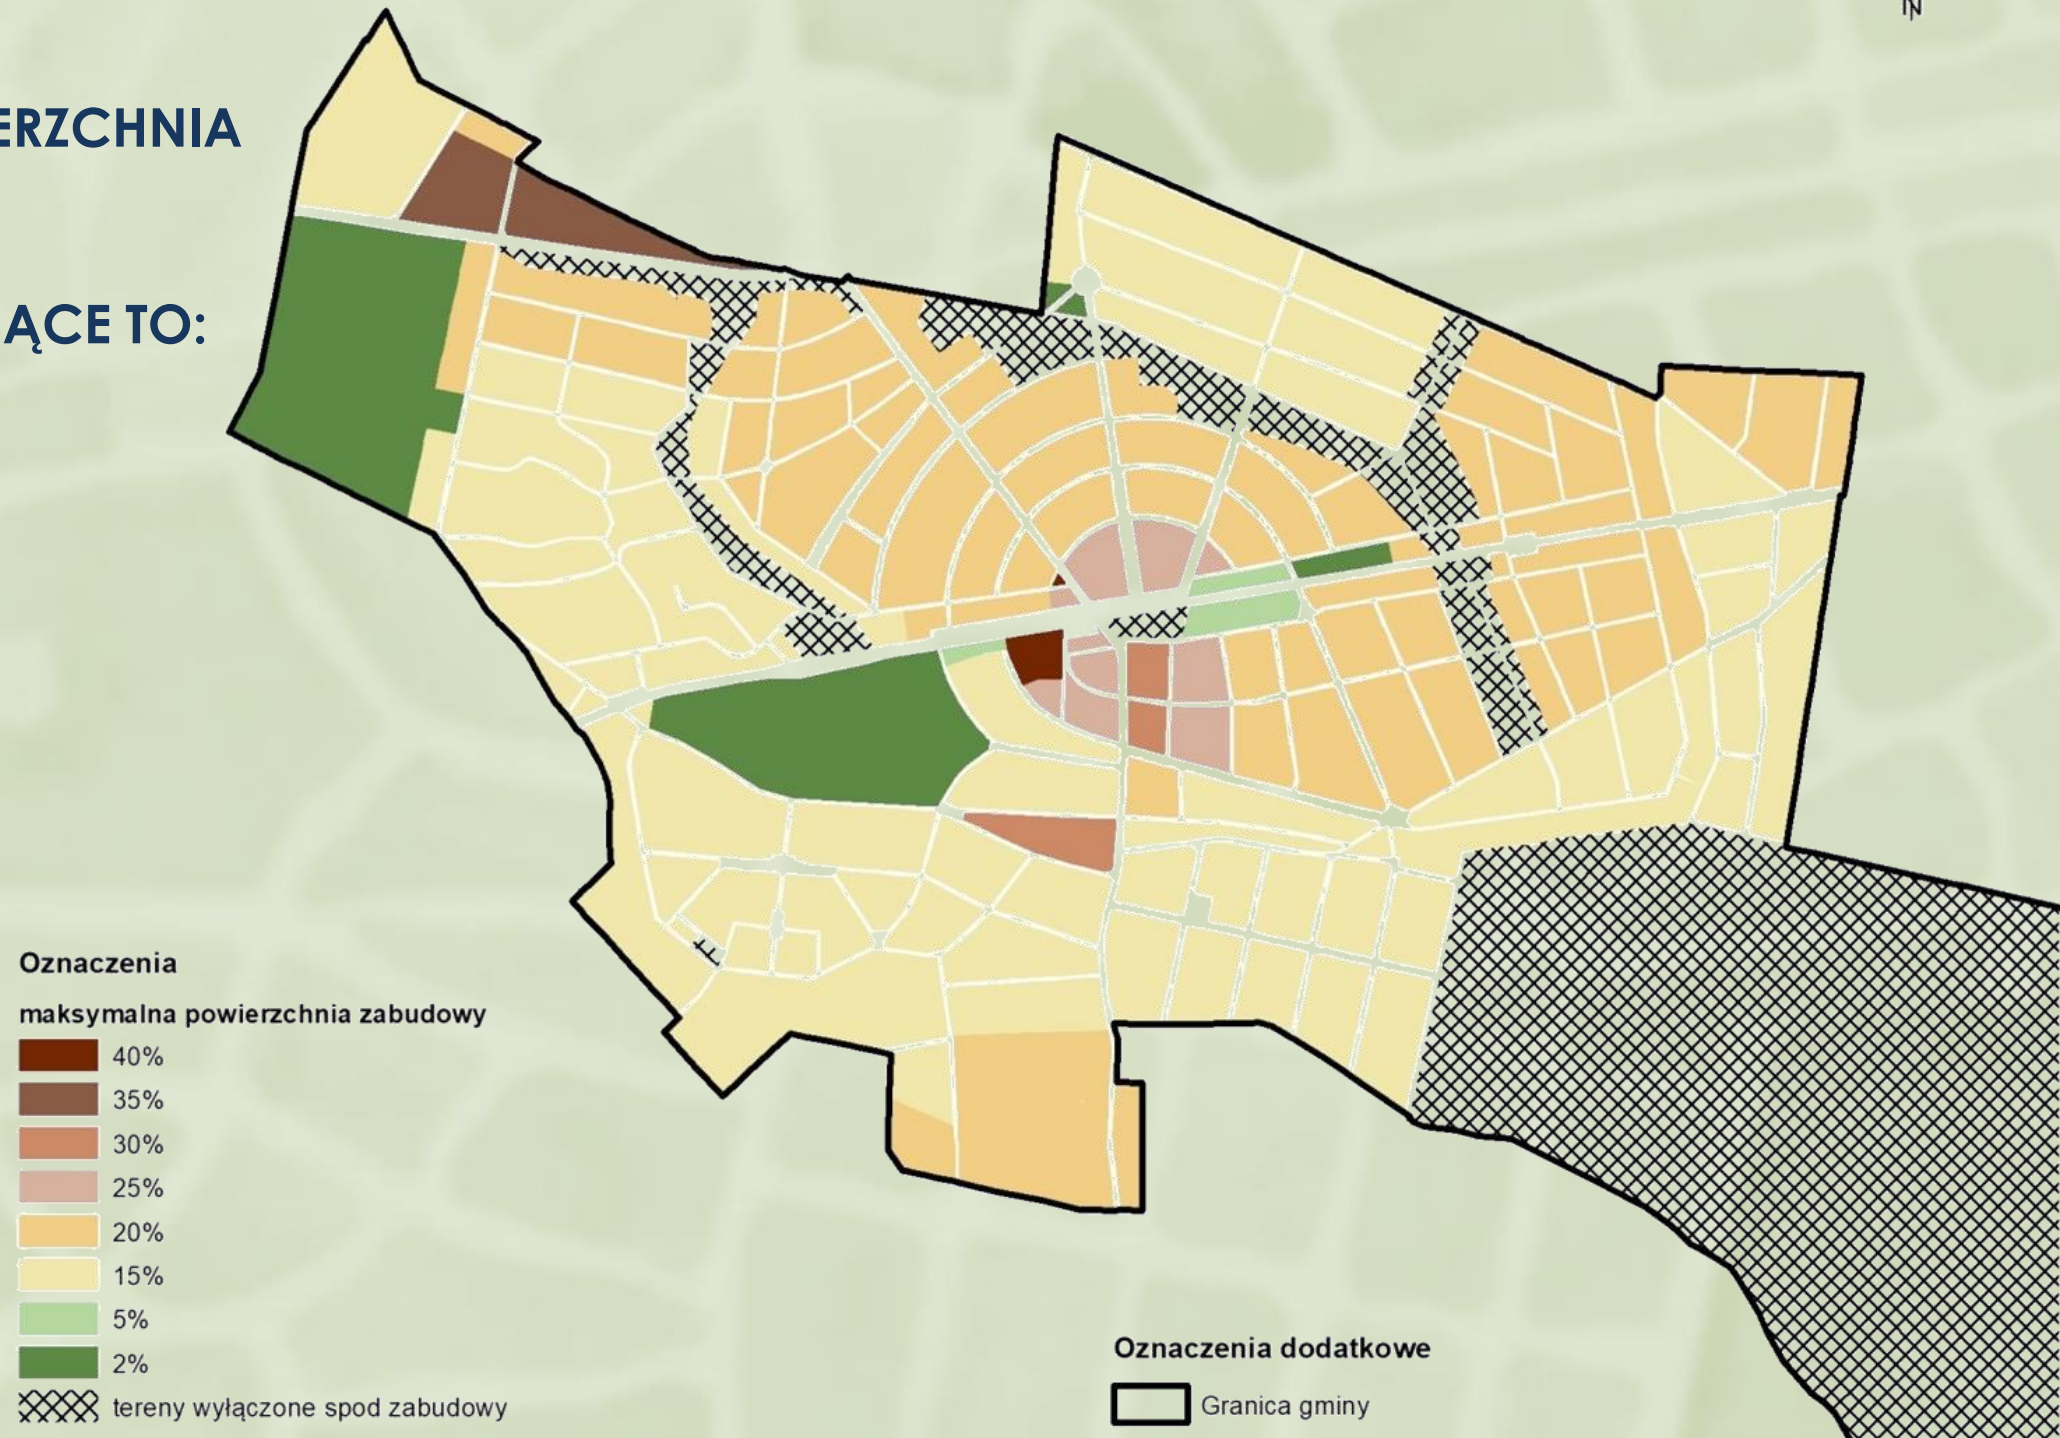 ERZCHNIA
ĄCE TO:
Oznaczenia
maksymalna powierzchnia zabudowy
40%
35%
30%
25%
20%
15%
5%
2%
tereny wyłączone spod zabudowy
Oznaczenia dodatkowe
Granica gminy